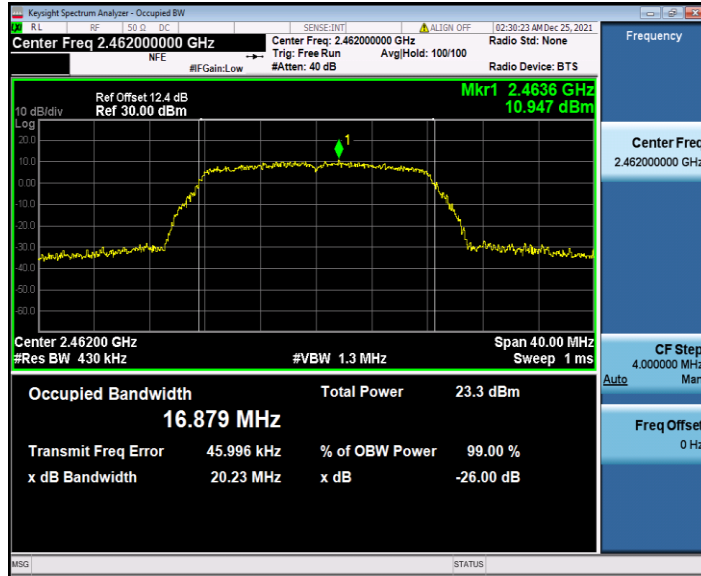 Keysight Spectrum Analyzer - Occupied BW
LXI RL RF 50 Ω DC SENSE:INT ALIGN OFF 02:30:23 AM Dec 25, 2021
Center Freq 2.462000000 GHz
NFE
#IFGain:Low
Center Freq: 2.462000000 GHz
Trig: Free Run Avg|Hold: 100/100
#Atten: 40 dB
Radio Std: None
Radio Device: BTS
Ref Offset 12.4 dB
10 dB/div Ref 30.00 dBm
Mkr1 2.4636 GHz
10.947 dBm
Log
20.0
10.0
0.00
-10.0
-20.0
-30.0
-40.0
-50.0
-60.0
1
Center 2.46200 GHz Span 40.00 MHz
#Res BW 430 kHz #VBW 1.3 MHz Sweep 1 ms
Occupied Bandwidth Total Power 23.3 dBm
16.879 MHz
Transmit Freq Error 45.996 kHz % of OBW Power 99.00 %
x dB Bandwidth 20.23 MHz x dB -26.00 dB
MSG STATUS
Frequency
Center Freq
2.462000000 GHz
CF Step
4.000000 MHz
Auto Man
Freq Offset
0 Hz